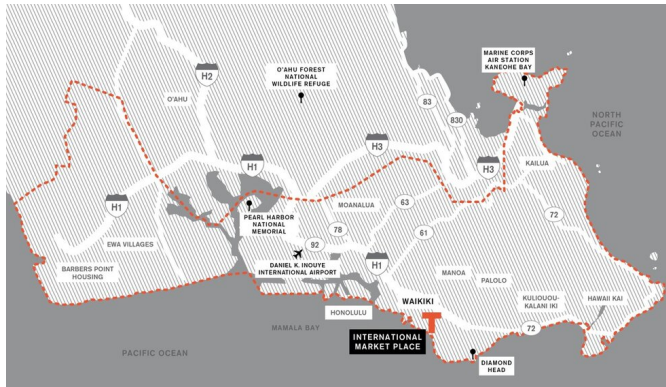 MARINE CORPS
AIR STATION
KANEOHE BAY
H2
O'AHU FOREST
NATIONAL
WILDLIFE REFUGE
O'AHU
83
830
NORTH
PACIFIC
OCEAN
H3
H1
H3
KAILUA
H1
MOANALUA
63
72
PEARL HARBOR
NATIONAL
MEMORIAL
78
61
EWA VILLAGES
92
DANIEL K. INOUYE
INTERNATIONAL AIRPORT
H1
BARBERS POINT
HOUSING
MANOA
PALOLO
WAIKIKI
KULIOUOU-
KALANI IKI
HAWAII KAI
HONOLULU
MAMALA BAY
72
INTERNATIONAL
MARKET PLACE
PACIFIC OCEAN
DIAMOND
HEAD